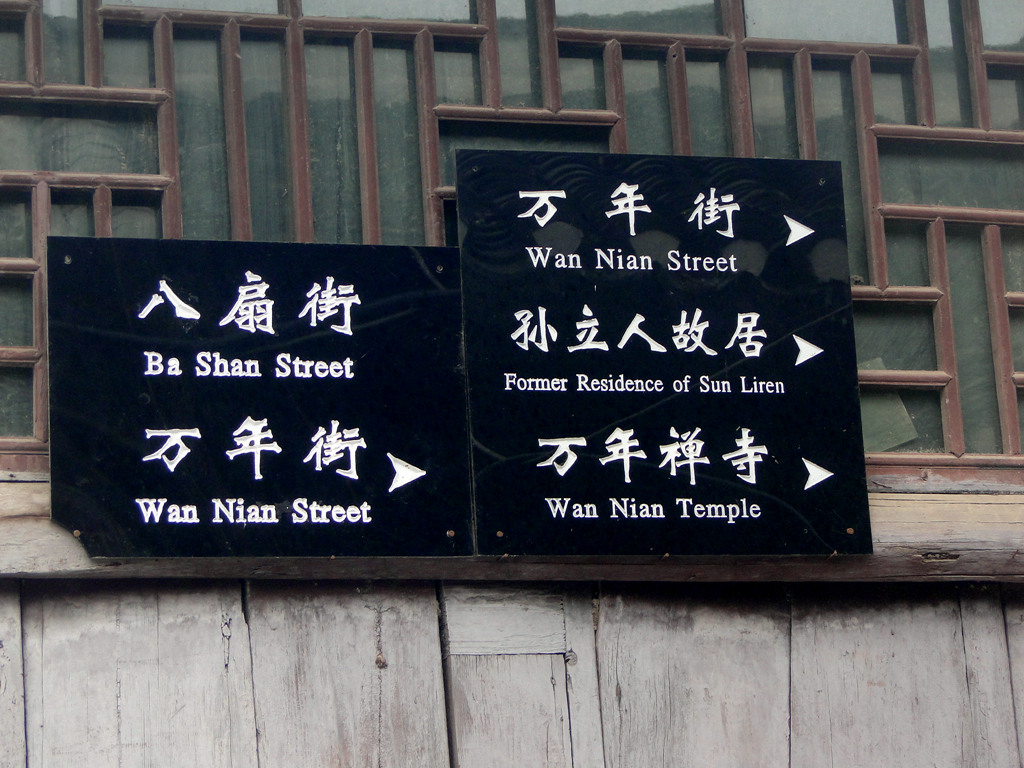 八扇街
Ba Shan Street
万年街
Wan Nian Street
万年街
Wan Nian Street
孙立人故居
Former Residence of Sun Liren
万年禅寺
Wan Nian Temple